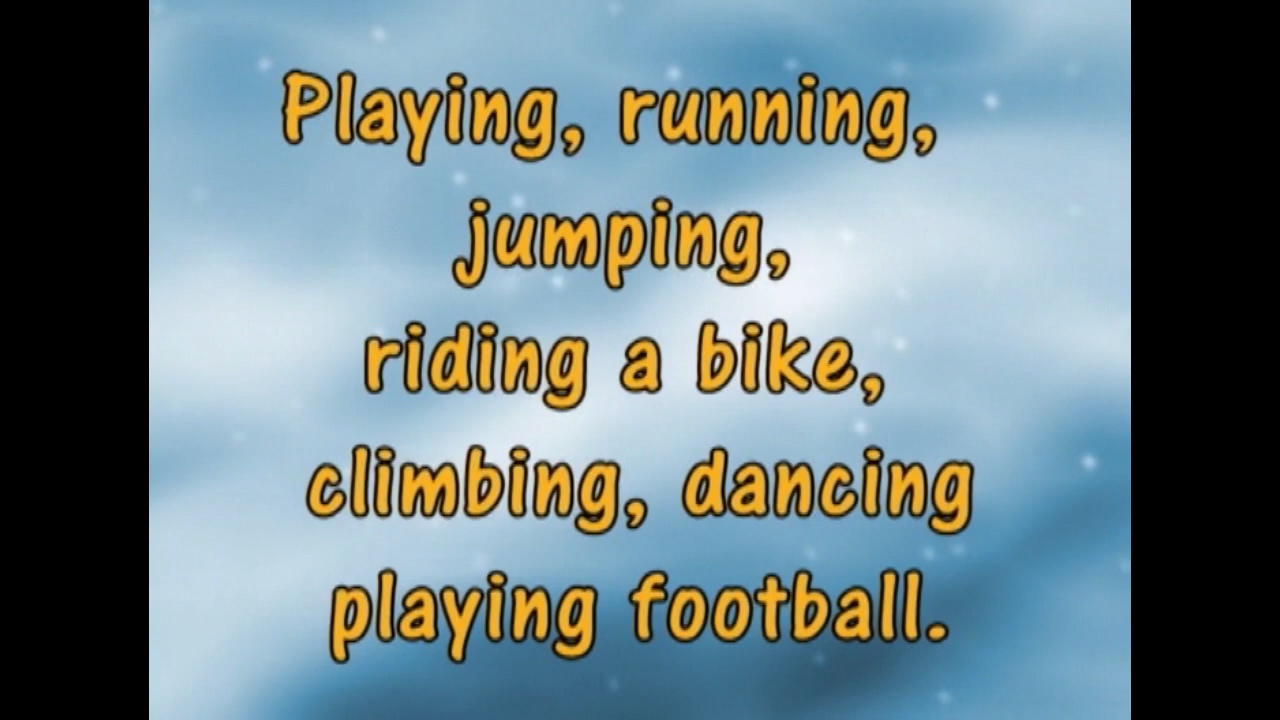 Playing, running,
jumping,
riding a bike,
climbing, dancing
playing football.